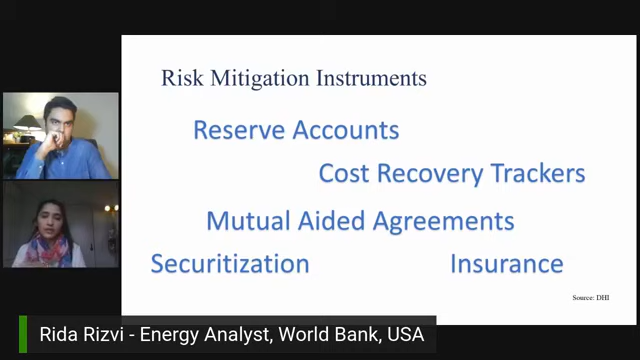 Risk Mitigation Instruments
Reserve Accounts
Cost Recovery Trackers
Mutual Aided Agreements
Securitization Insurance
Source: DHI
Rida Rizvi - Energy Analyst, World Bank, USA